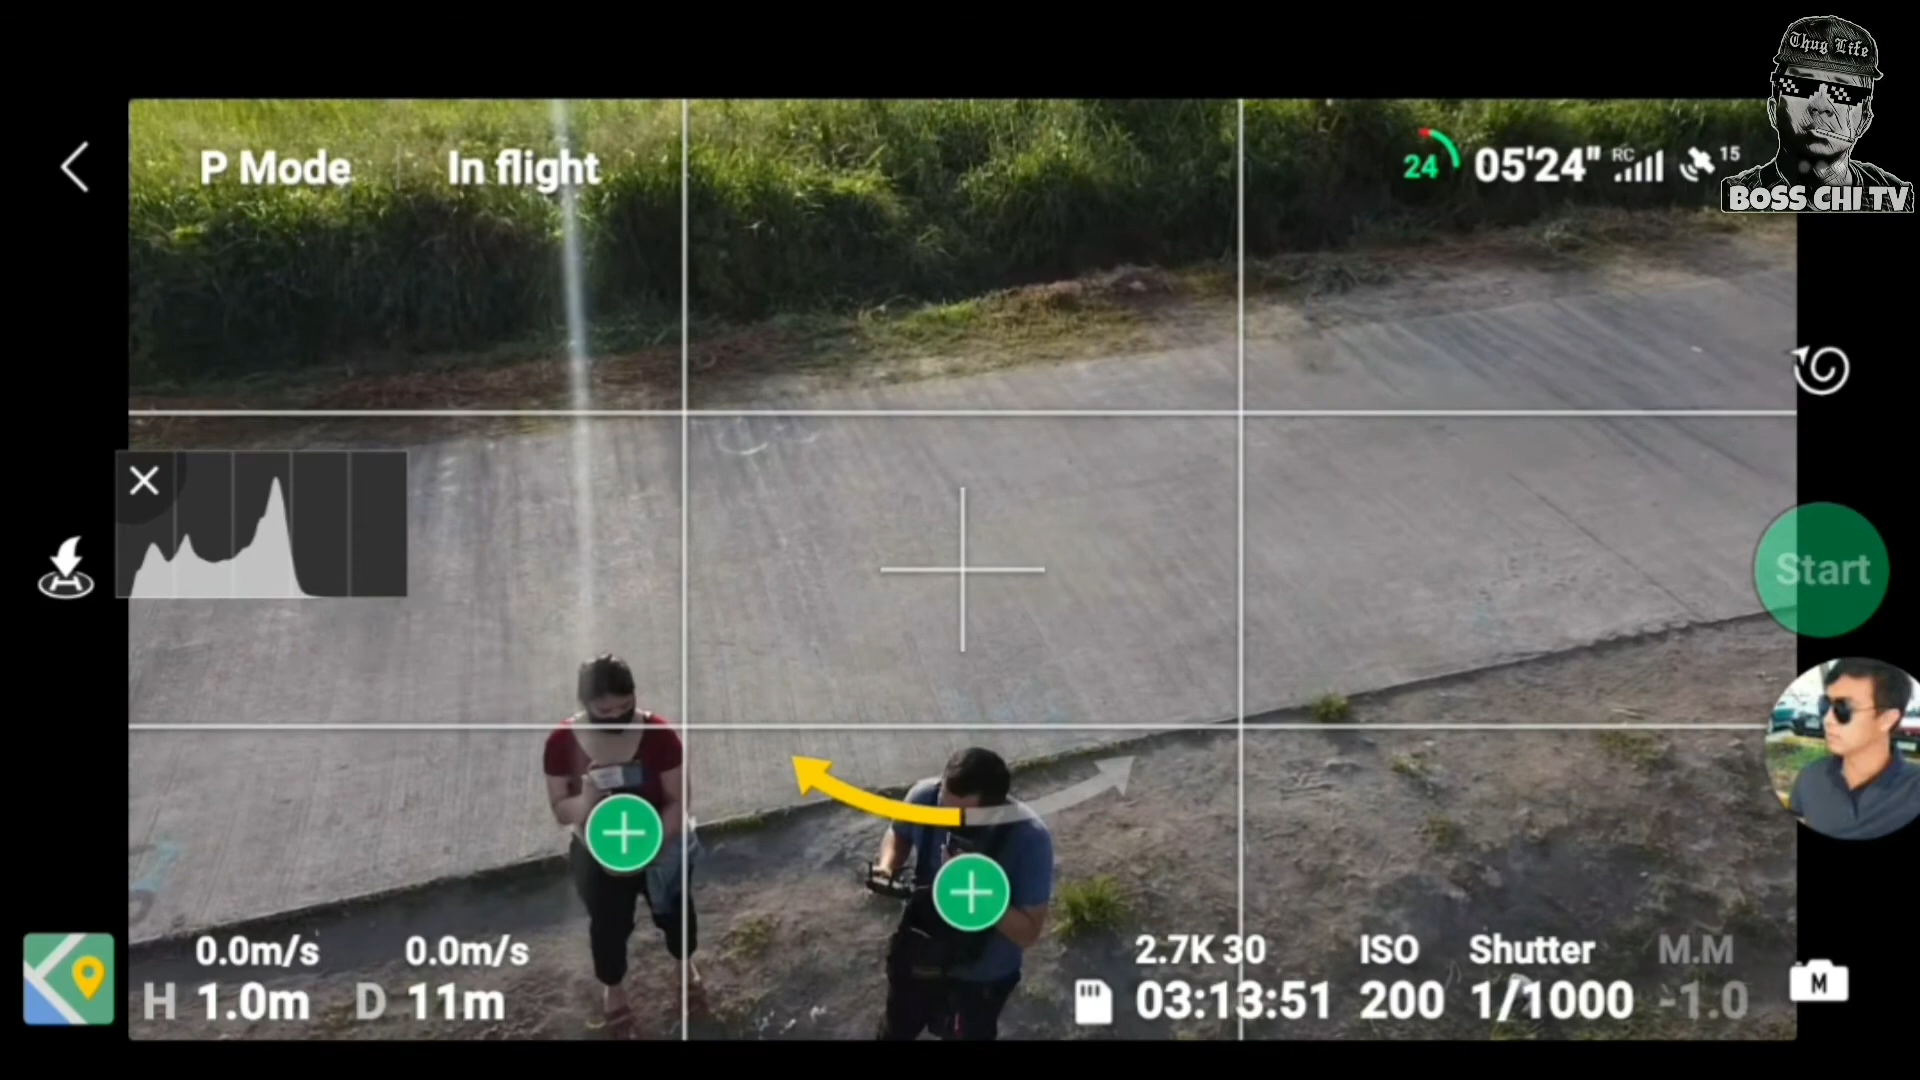 Thug Life
BOSS CHI TV
P Mode
In flight
24
05'24"
RC
15
Start
0.0m/s
0.0m/s
H 1.0m
D 11m
2.7K 30
03:13:51
ISO
200
Shutter
1/1000
M.M
-1.0
M